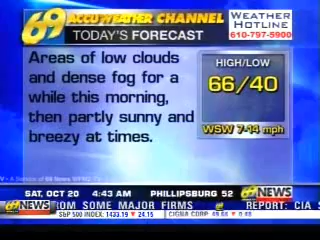 69 ACCUWEATHER CHANNEL
TODAY'S FORECAST
WEATHER
HOTLINE
610-797-5900
Areas of low clouds
and dense fog for a
while this morning,
then partly sunny and
breezy at times.
HIGH/LOW
66/40
WSW 7-14 mph
SAT, OCT 20 4:43 AM PHILLIPSBURG 52 69 NEWS
OM SOME MAJOR FIRMS REPORT: CIA S
S&P 500 INDEX: 1433.19 24.15 CIGNA CORP
69 NEWS